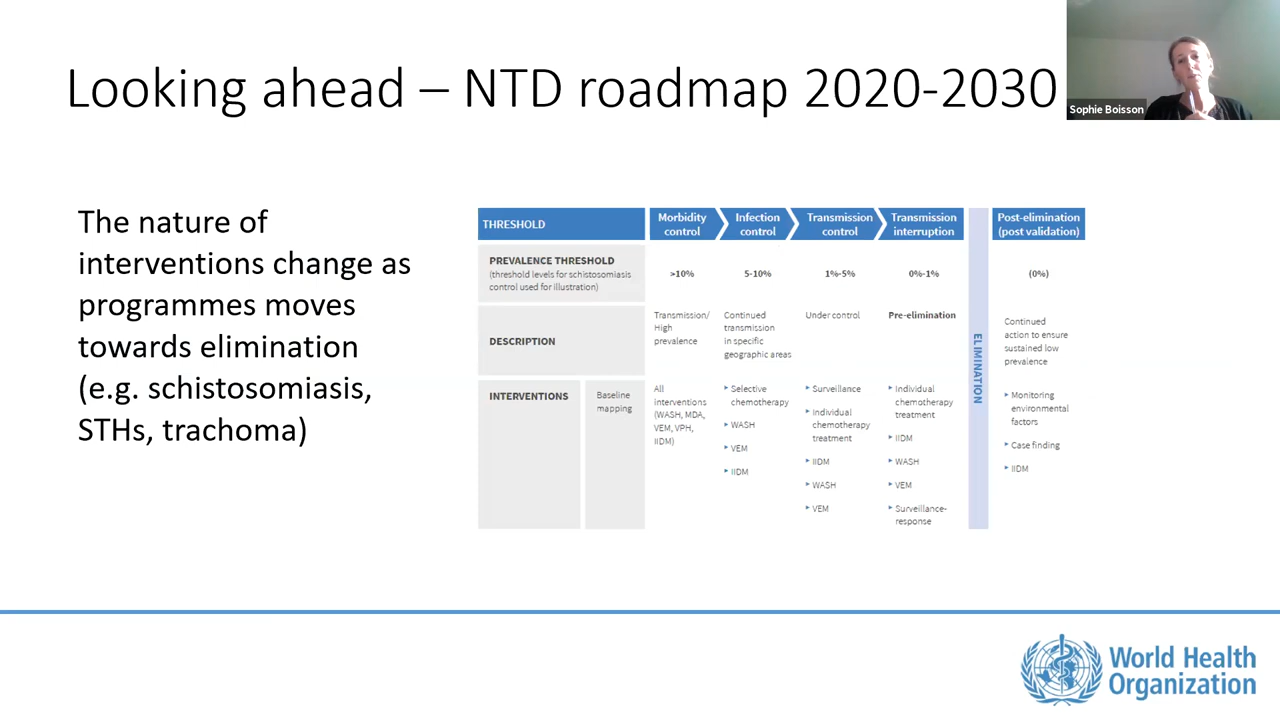 Looking ahead – NTD roadmap 2020-2030
Sophie Boisson
The nature of
interventions change as
programmes moves
towards elimination
(e.g. schistosomiasis,
STHs, trachoma)
THRESHOLD
Morbidity
control
Infection
control
Transmission
control
Transmission
interruption
Post-elimination
(post validation)
PREVALENCE THRESHOLD
(threshold levels for schistosomiasis
control used for illustration)
>10%
5-10%
1%-5%
0%-1%
(0%)
DESCRIPTION
Transmission/
High
prevalence
Continued
transmission
in specific
geographic areas
Under control
Pre-elimination
ELIMINATION
Continued
action to ensure
sustained low
prevalence
INTERVENTIONS
Baseline
mapping
All
interventions
(WASH, MDA,
VEM, VPH,
IIDM)
Selective
chemotherapy
WASH
VEM
IIDM
Surveillance
Individual
chemotherapy
treatment
IIDM
WASH
VEM
Individual
chemotherapy
treatment
IIDM
WASH
VEM
Surveillance-
response
Monitoring
environmental
factors
Case finding
IIDM
World Health
Organization